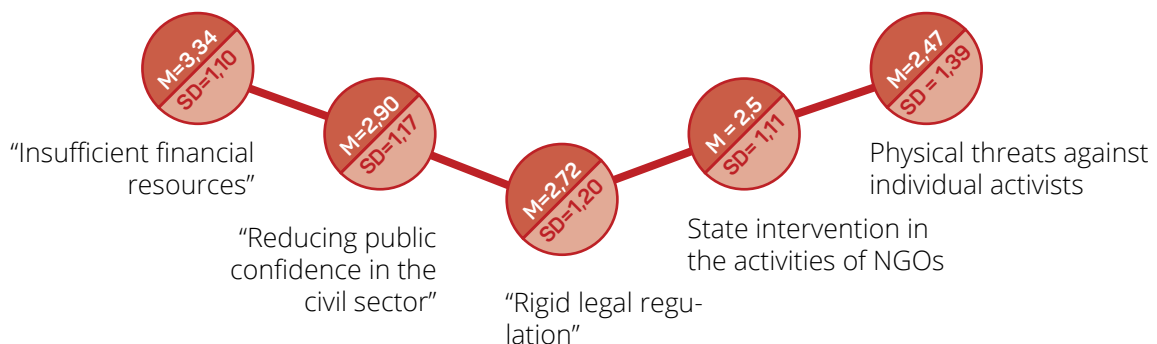 M=3,34
SD=1,10
“Insufficient financial
resources”
M=2,90
SD=1,17
“Reducing public
confidence in the
civil sector”
M=2,72
SD=1,20
“Rigid legal regu-
lation”
M = 2,5
SD= 1,11
State intervention in
the activities of NGOs
M=2,47
SD = 1,39
Physical threats against
individual activists